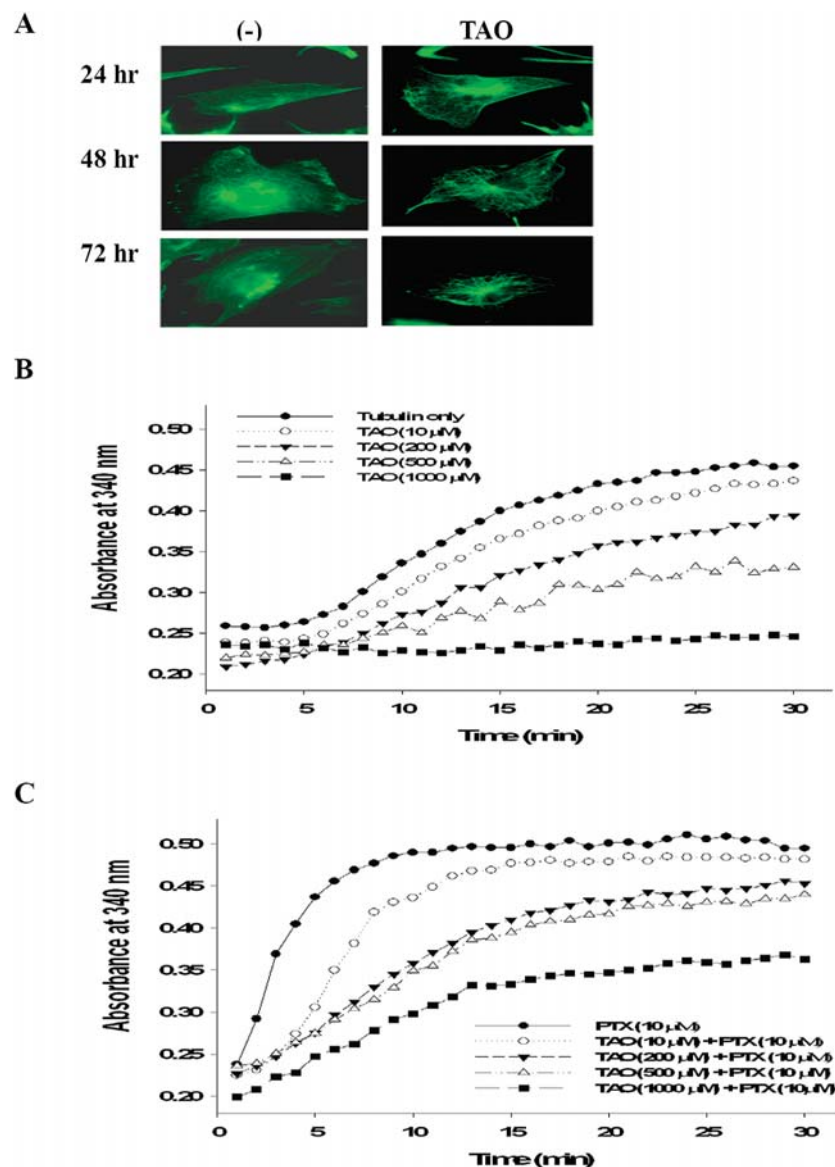 A
(-) TAO
24 hr
48 hr
72 hr
B
Tubulin only
TAO (10 µM)
TAO (200 µM)
TAO (500 µM)
TAO (1000 µM)
0.50
0.45
0.40
0.35
0.30
0.25
0.20
Absorbance at 340 nm
0 5 10 15 20 25 30
Time (min)
C
0.50
0.45
0.40
0.35
0.30
0.25
0.20
Absorbance at 340 nm
PTX (10 µM)
TAO (10 µM) + PTX (10 µM)
TAO (200 µM) + PTX (10 µM)
TAO (500 µM) + PTX (10 µM)
TAO (1000 µM) + PTX (10 µM)
0 5 10 15 20 25 30
Time (min)